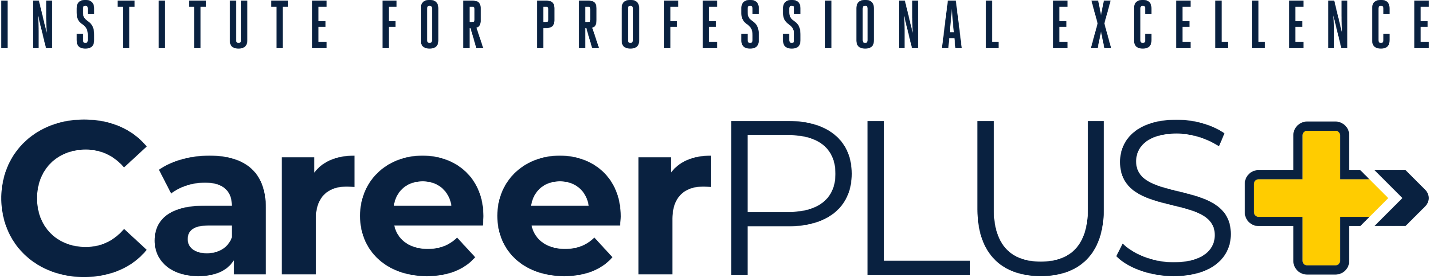 INSTITUTE FOR PROFESSIONAL EXCELLENCE
CareerPLUS+